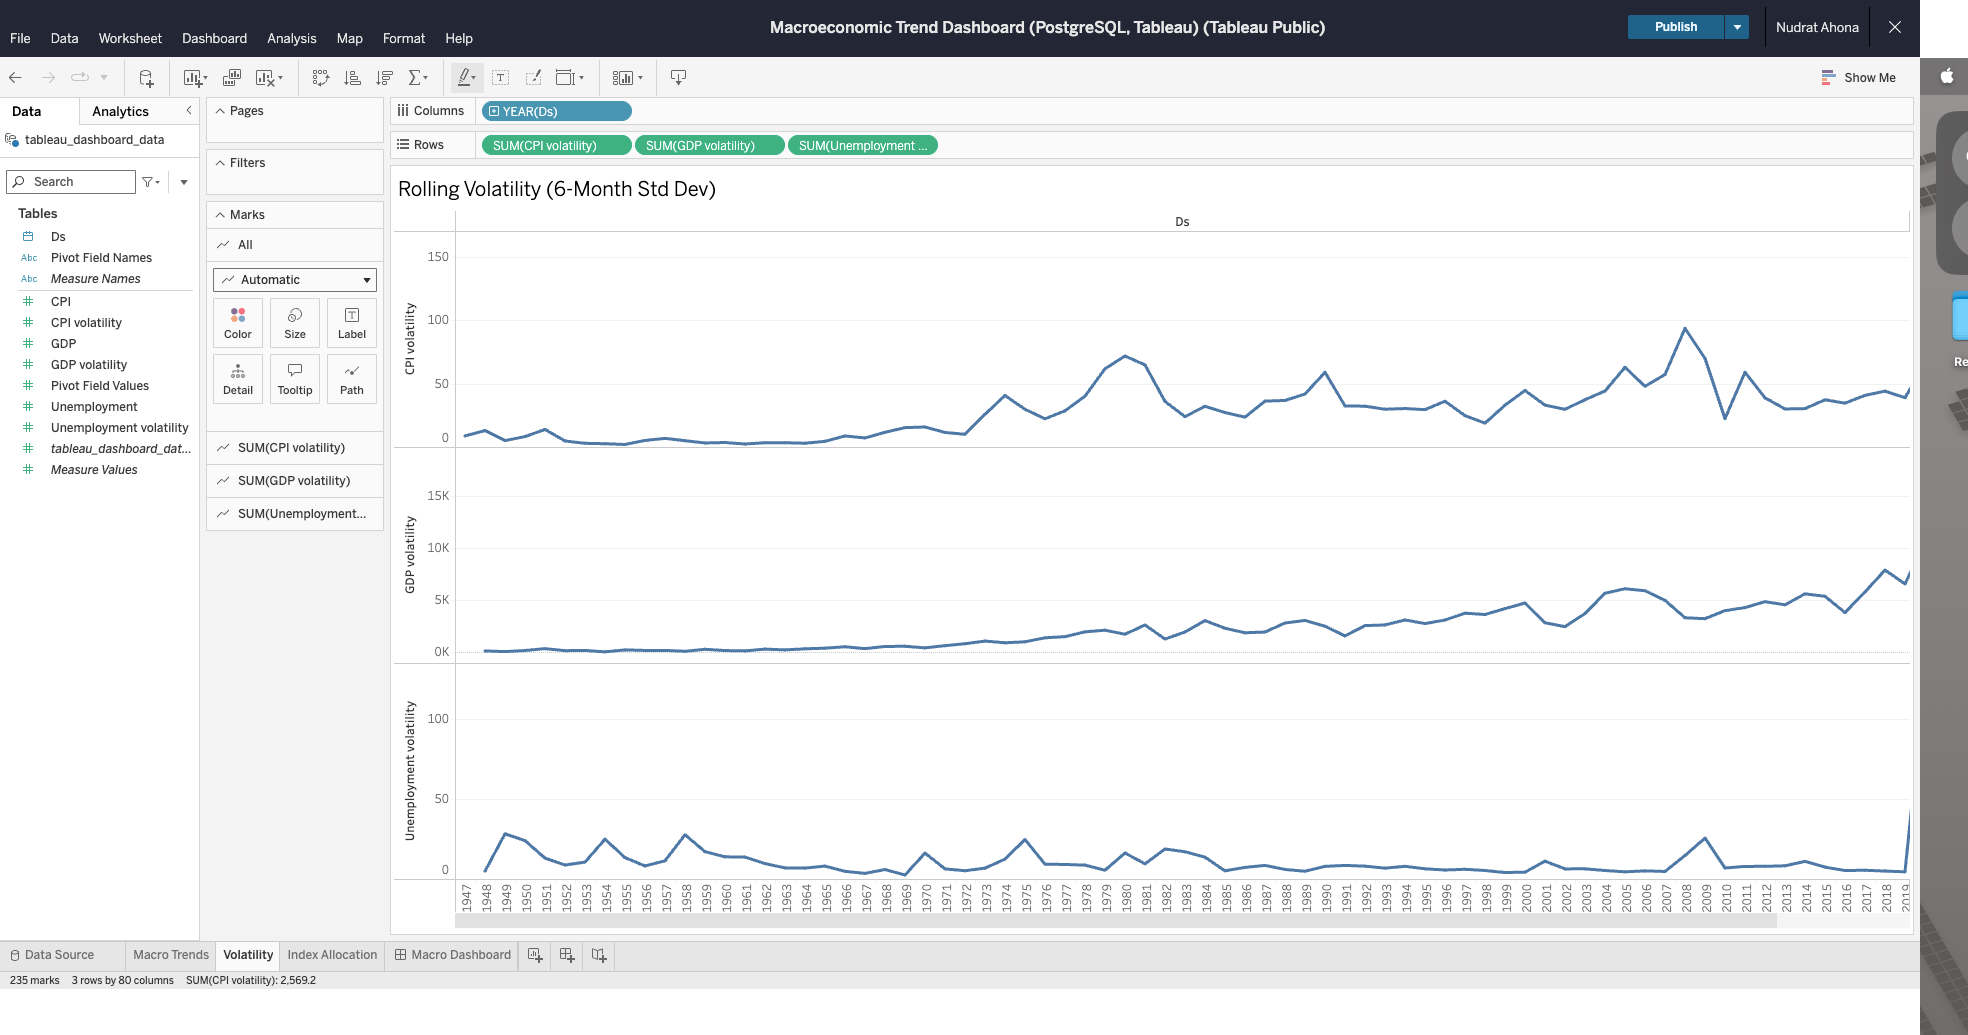 Macroeconomic Trend Dashboard (PostgreSQL, Tableau) (Tableau Public)
Publish
Nudrat Ahona
File Data Worksheet Dashboard Analysis Map Format Help
Show Me
Data Analytics
tableau_dashboard_data
Search
Tables
Ds
Abc Pivot Field Names
Abc Measure Names
CPI
CPI volatility
GDP
GDP volatility
Pivot Field Values
Unemployment
Unemployment volatility
tableau_dashboard_dat...
Measure Values
Pages
Filters
Marks
All
Automatic
Color Size Label
Detail Tooltip Path
SUM(CPI volatility)
SUM(GDP volatility)
SUM(Unemployment...
Columns YEAR(Ds)
Rows SUM(CPI volatility) SUM(GDP volatility) SUM(Unemployment ...
Rolling Volatility (6-Month Std Dev)
Ds
CPI volatility
150
100
50
0
GDP volatility
15K
10K
5K
0K
Unemployment volatility
100
50
0
1947 1948 1949 1950 1951 1952 1953 1954 1955 1956 1957 1958 1959 1960 1961 1962 1963 1964 1965 1966 1967 1968 1969 1970 1971 1972 1973 1974 1975 1976 1977 1978 1979 1980 1981 1982 1983 1984 1985 1986 1987 1988 1989 1990 1991 1992 1993 1994 1995 1996 1997 1998 1999 2000 2001 2002 2003 2004 2005 2006 2007 2008 2009 2010 2011 2012 2013 2014 2015 2016 2017 2018 2019
Re
Data Source Macro Trends Volatility Index Allocation Macro Dashboard
235 marks 3 rows by 80 columns SUM(CPI volatility): 2,569.2